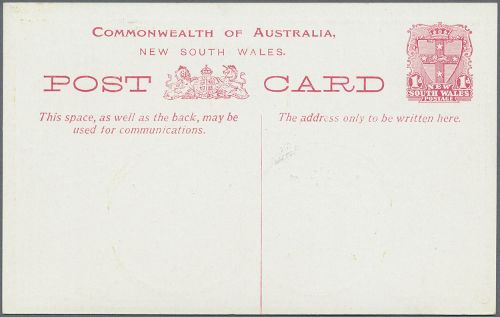 COMMONWEALTH OF AUSTRALIA,
NEW SOUTH WALES.
POST CARD
This space, as well as the back, may be
used for communications.
The address only to be written here.
1D 1D
NEW
SOUTH WALES
POSTAGE